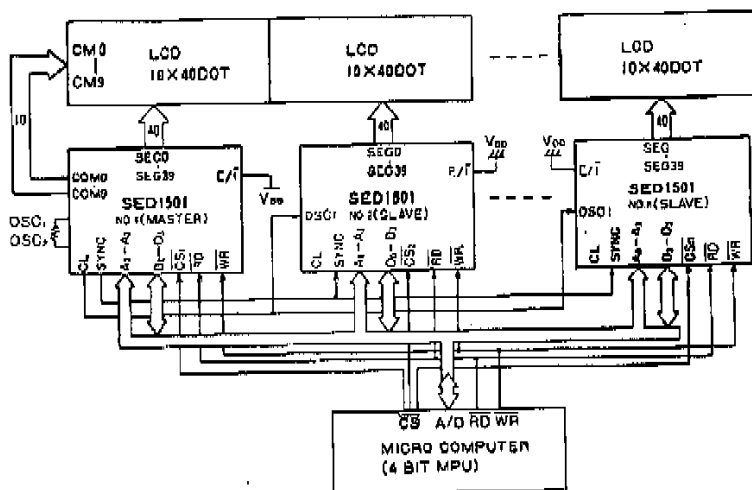 CM0
CM9
LCD
10×40DOT
LCD
10×40DOT
LCD
10×40DOT
10
40
40
40
SEG0
SEG39
COM0
COM9
SED1501
(MASTER)
E/Ī
OSC1
OSC2
CL
SYNC
CS1
RD
WR
SEG0
SEG39
SED1501
(SLAVE)
VDD
OSC1
CL
SYNC
CS2
RD
WR
VDD
E/Ī
SEG
SEG39
SED1501
(SLAVE)
OSC1
CL
SYNC
RD
WR
CS A/D RD WR
MICRO COMPUTER
(4 BIT MPU)